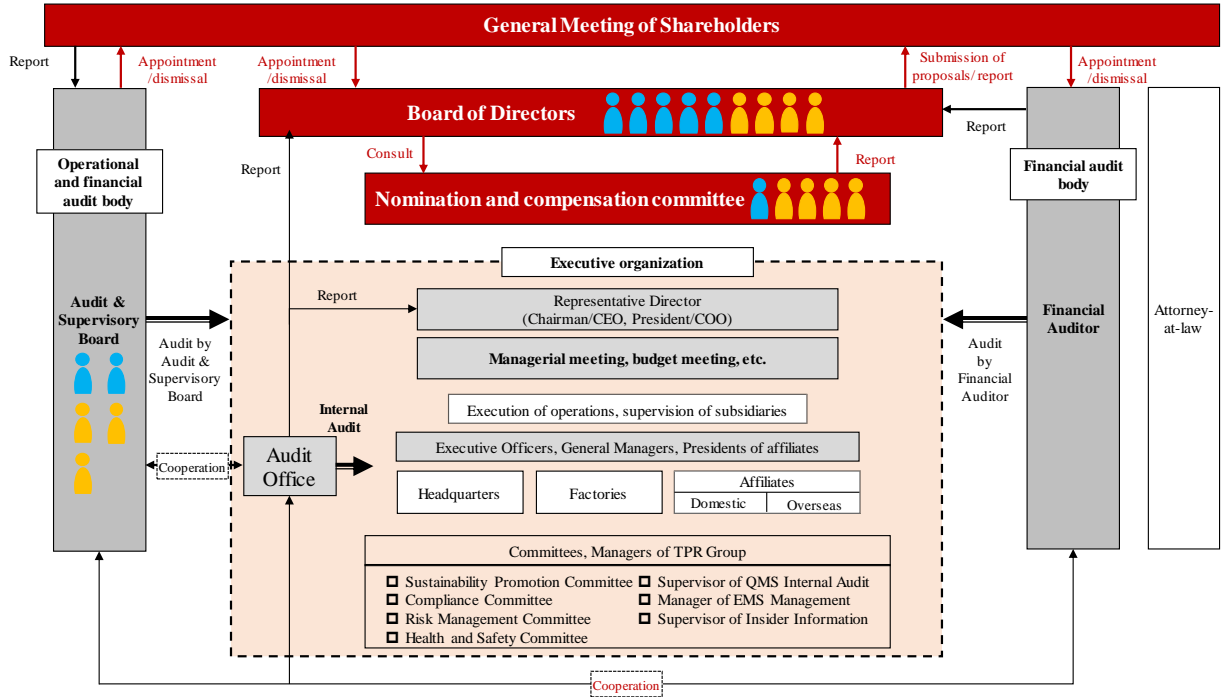 General Meeting of Shareholders
Report
Appointment
/dismissal
Appointment
/dismissal
Submission of
proposals/ report
Appointment
/dismissal
Board of Directors
Report
Operational
and financial
audit body
Report
Consult
Report
Financial audit
body
Nomination and compensation committee
Executive organization
Audit &
Supervisory
Board
Report
Representative Director
(Chairman/CEO, President/COO)
Financial
Auditor
Attorney-
at-law
Audit by
Audit &
Supervisory
Board
Managerial meeting, budget meeting, etc.
Audit
by
Financial
Auditor
Internal
Audit
Execution of operations, supervision of subsidiaries
Executive Officers, General Managers, Presidents of affiliates
Cooperation
Audit
Office
Headquarters
Factories
Affiliates
Domestic
Overseas
Committees, Managers of TPR Group
Sustainability Promotion Committee
Compliance Committee
Risk Management Committee
Health and Safety Committee
Supervisor of QMS Internal Audit
Manager of EMS Management
Supervisor of Insider Information
Cooperation